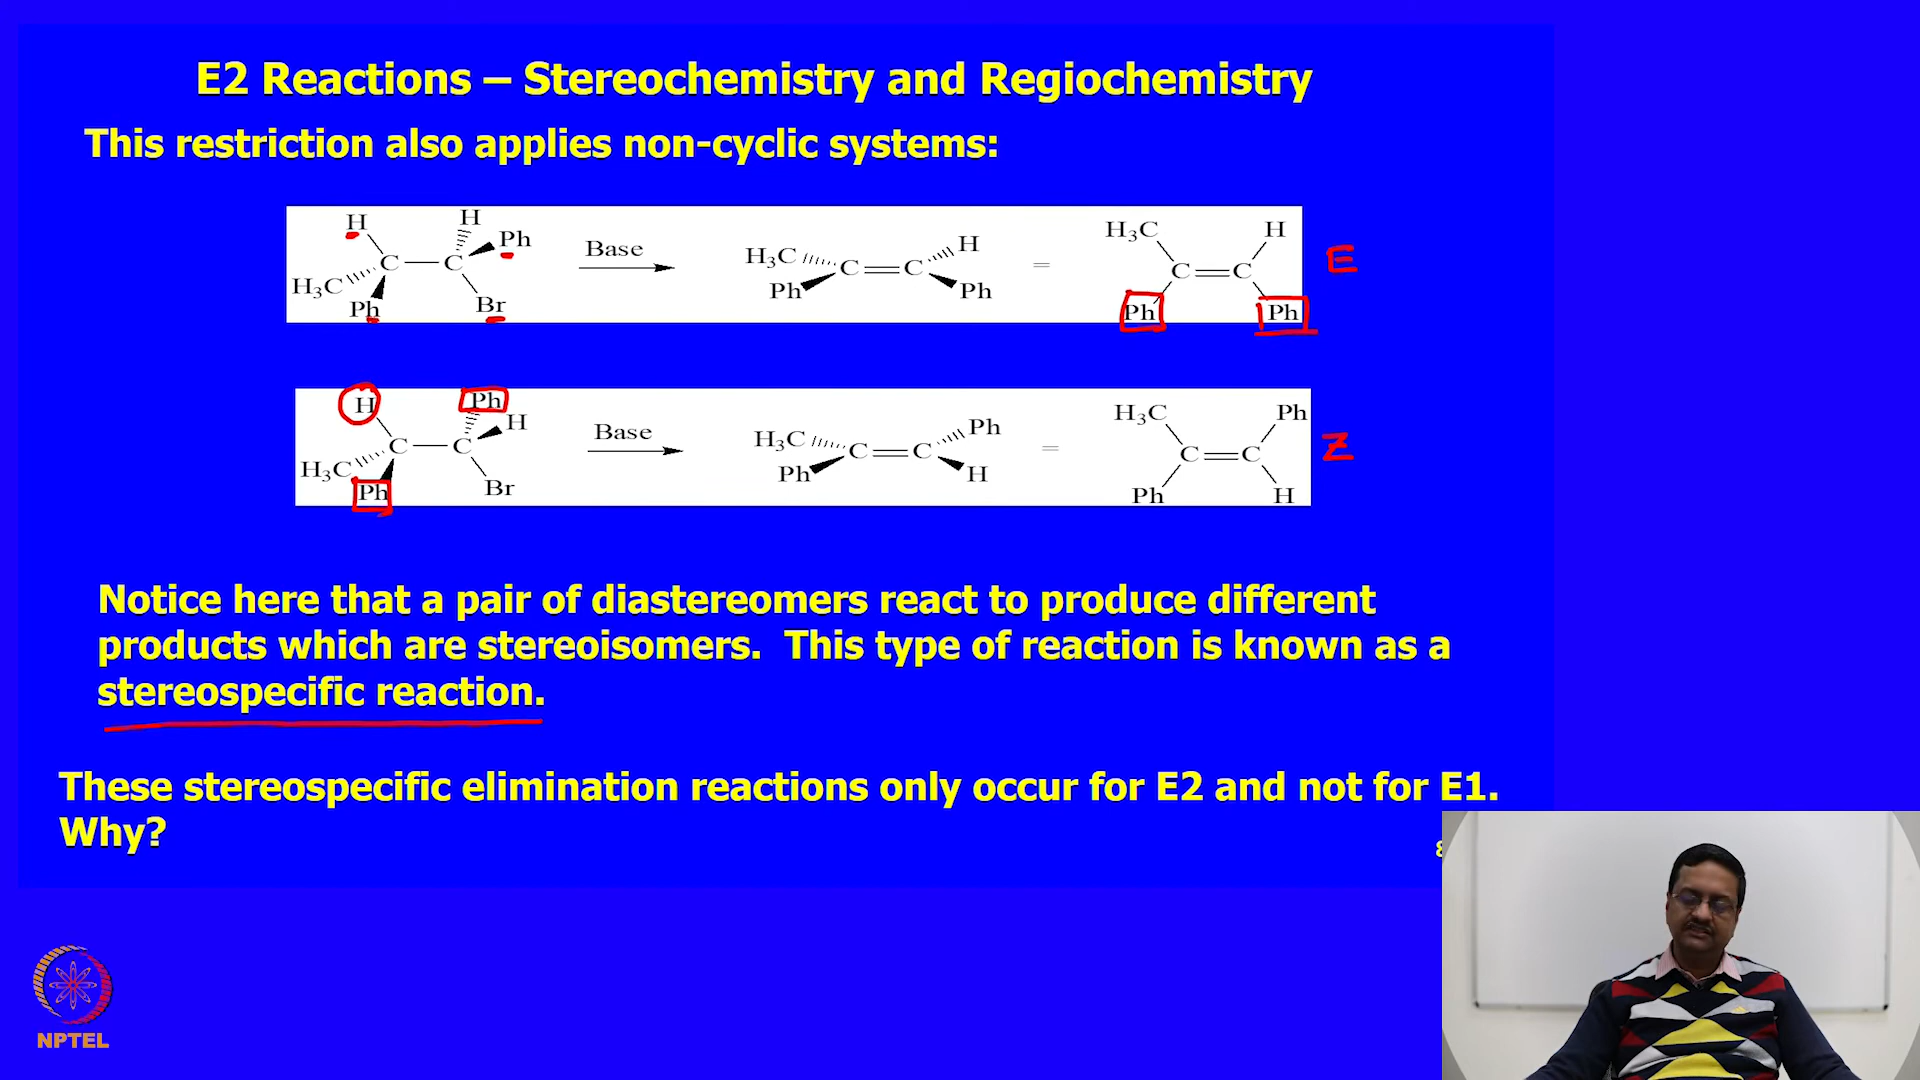 E2 Reactions – Stereochemistry and Regiochemistry
This restriction also applies non-cyclic systems:
H H Ph
C C
H₃C Ph Br
Base
H₃C C C H
Ph Ph
=
H₃C H
C C
Ph Ph
E
H Ph H
C C
H₃C Ph Br
Base
H₃C C C Ph
Ph H
=
H₃C Ph
C C
Ph H
Z
Notice here that a pair of diastereomers react to produce different
products which are stereoisomers. This type of reaction is known as a
stereospecific reaction.
These stereospecific elimination reactions only occur for E2 and not for E1.
Why?
NPTEL